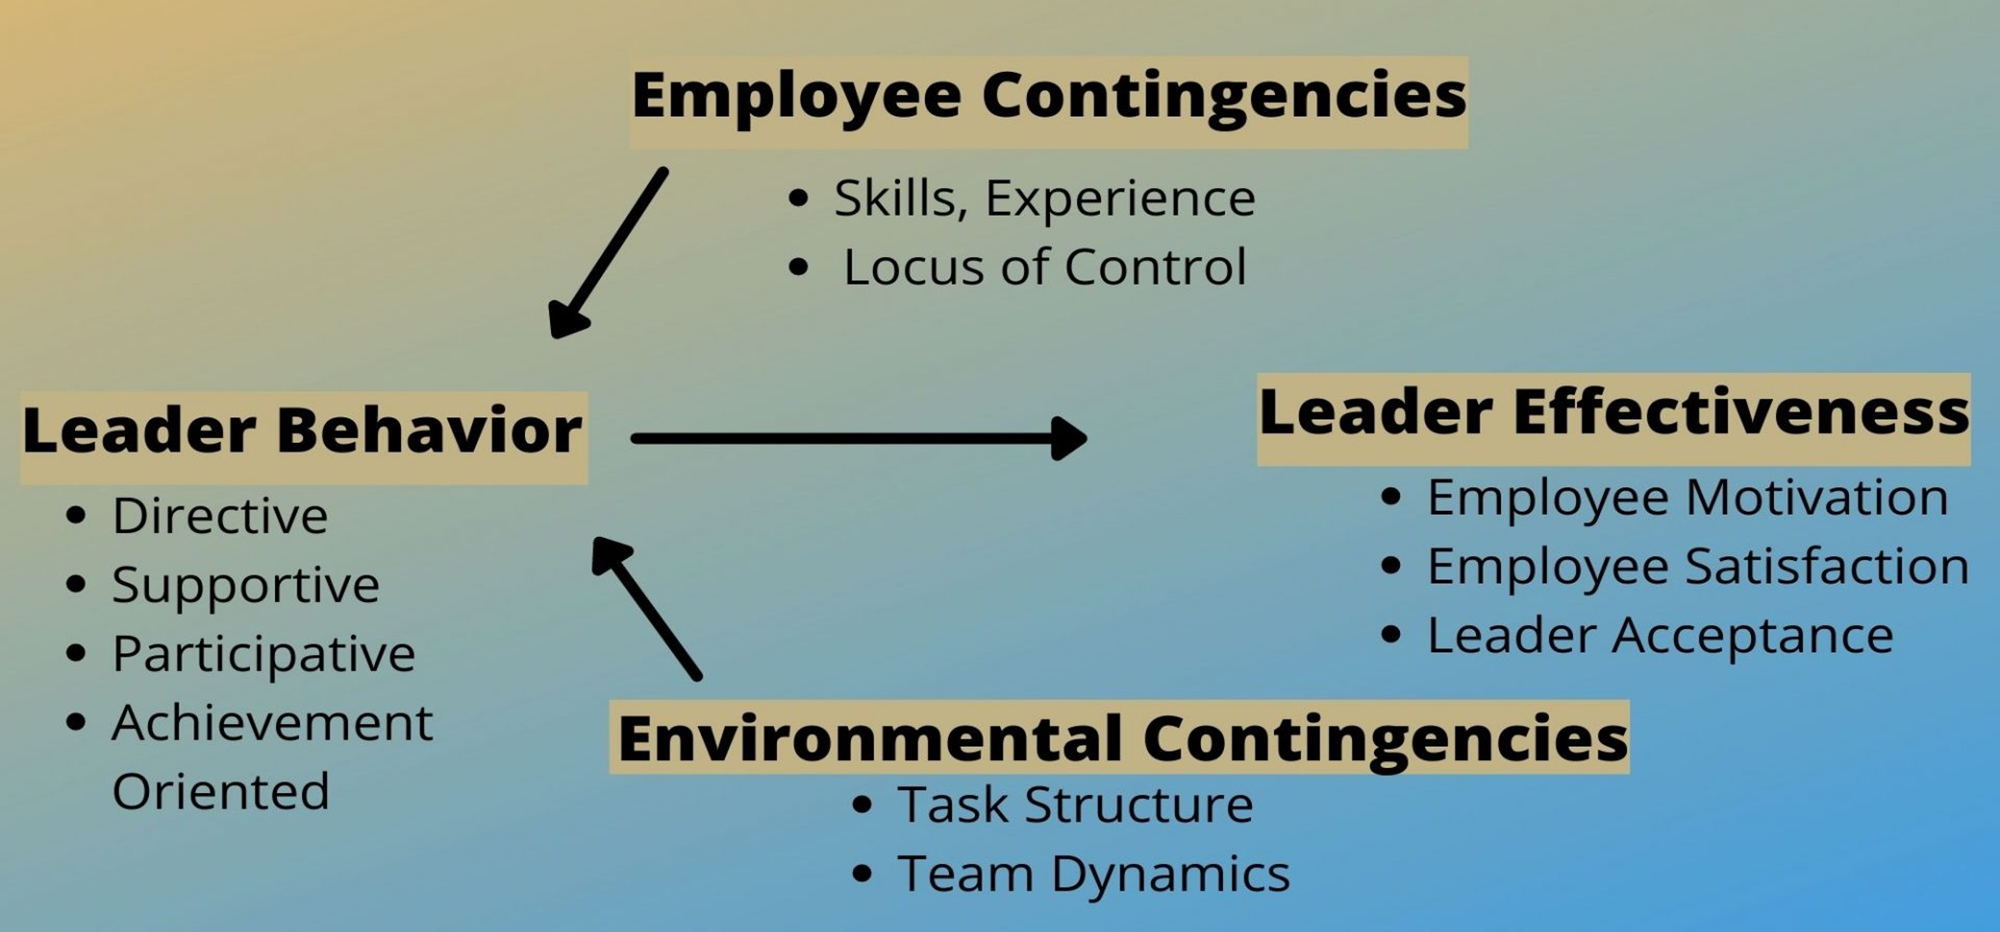 Employee Contingencies
• Skills, Experience
• Locus of Control
Leader Behavior
• Directive
• Supportive
• Participative
• Achievement
Oriented
Leader Effectiveness
• Employee Motivation
• Employee Satisfaction
• Leader Acceptance
Environmental Contingencies
• Task Structure
• Team Dynamics